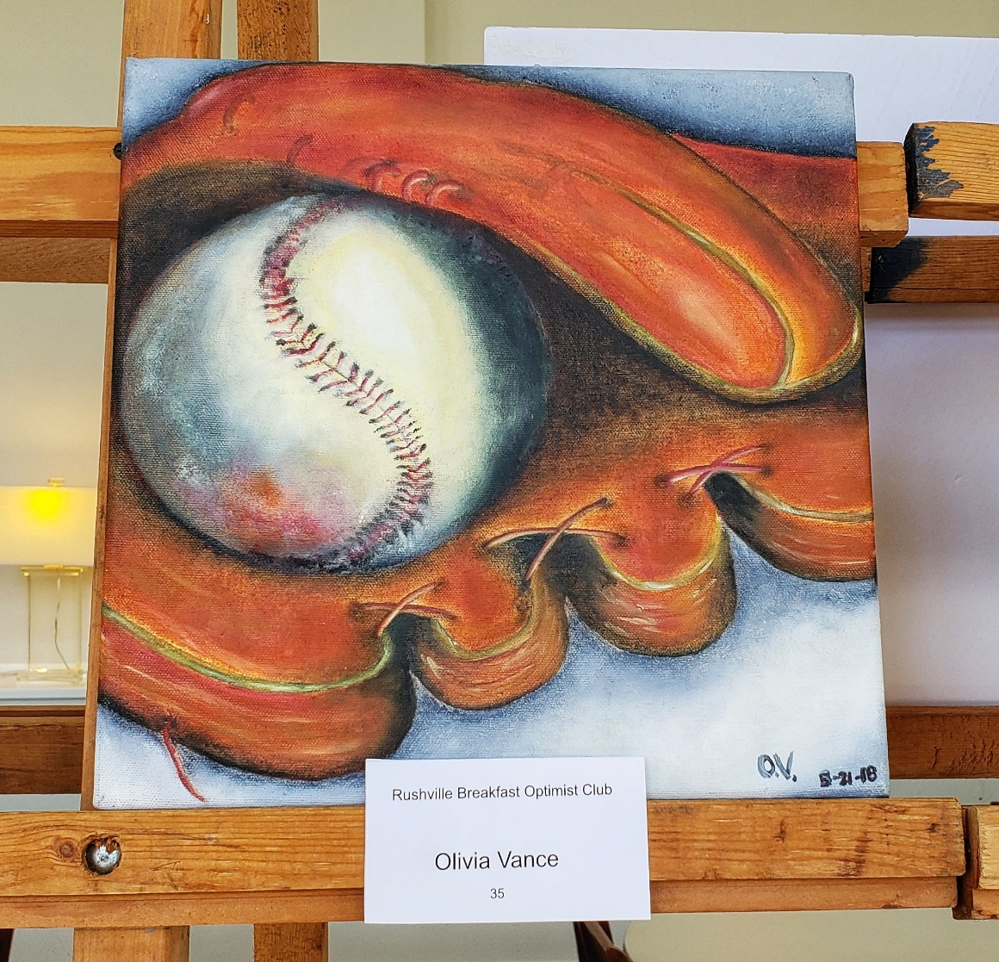 O.V. 5-21-18
Rushville Breakfast Optimist Club
Olivia Vance
35